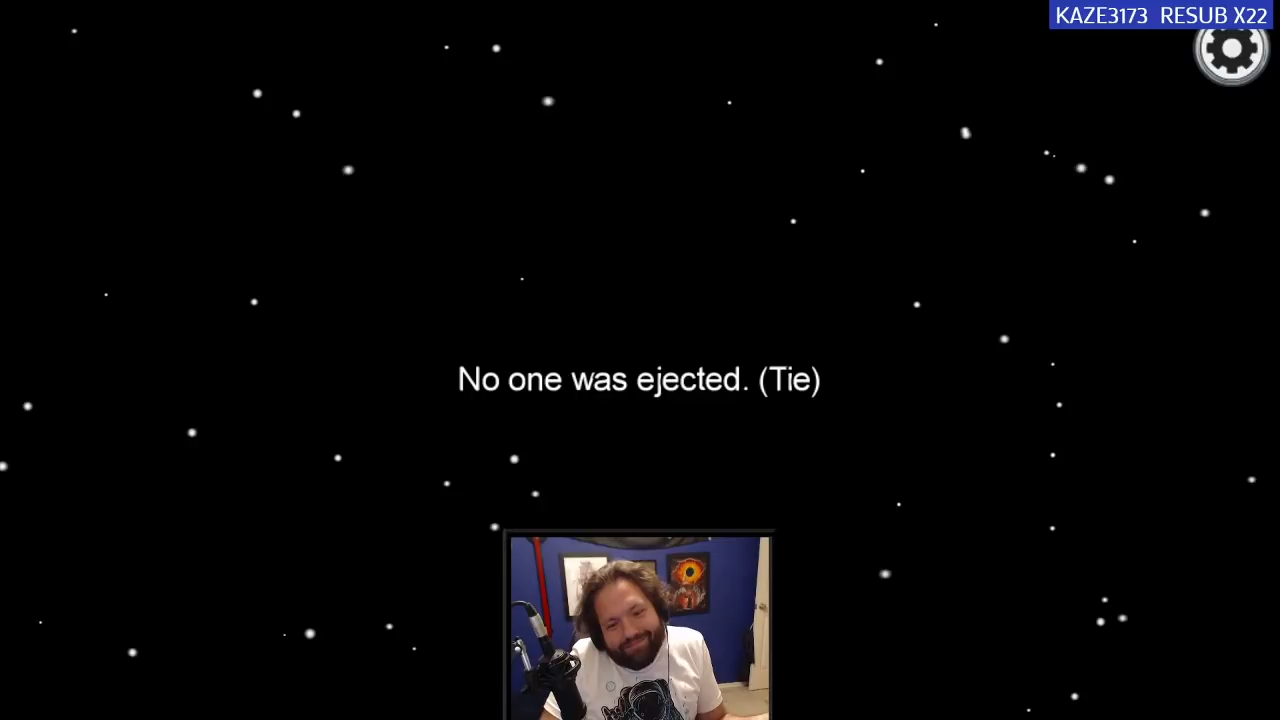 KAZE3173 RESUB X22
No one was ejected. (Tie)